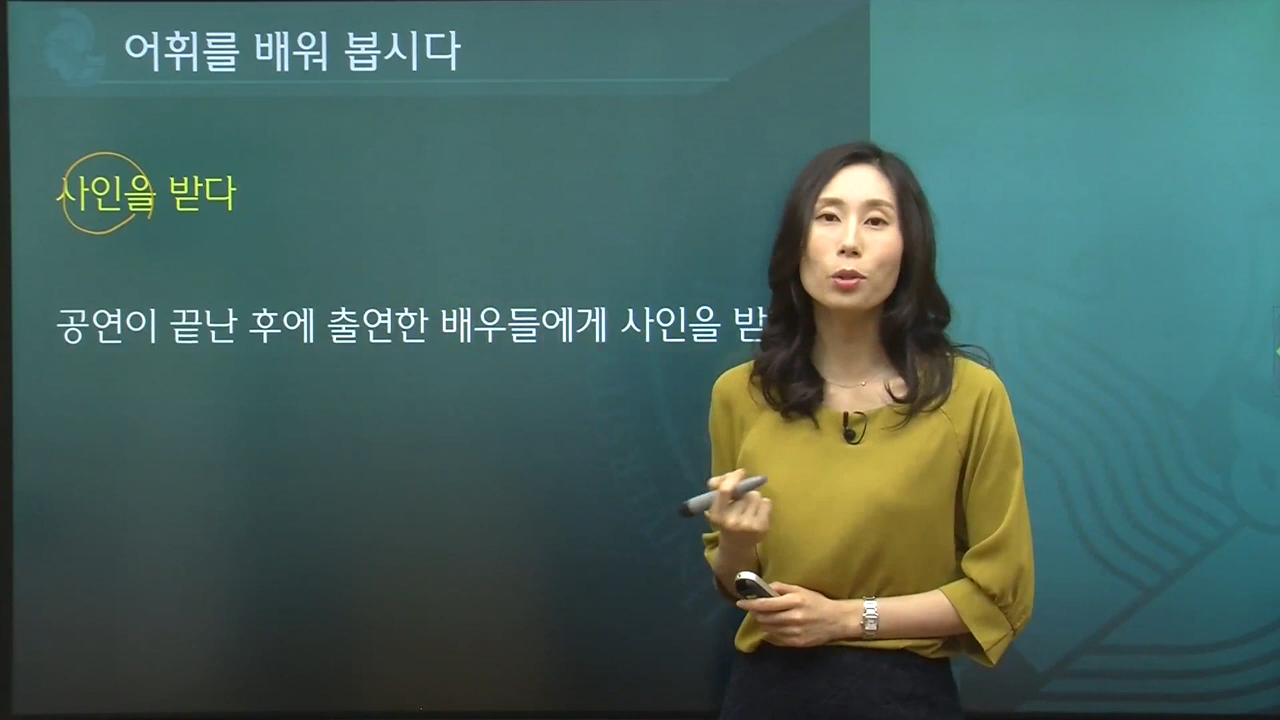 어휘를 배워 봅시다
사인을 받다
공연이 끝난 후에 출연한 배우들에게 사인을 받